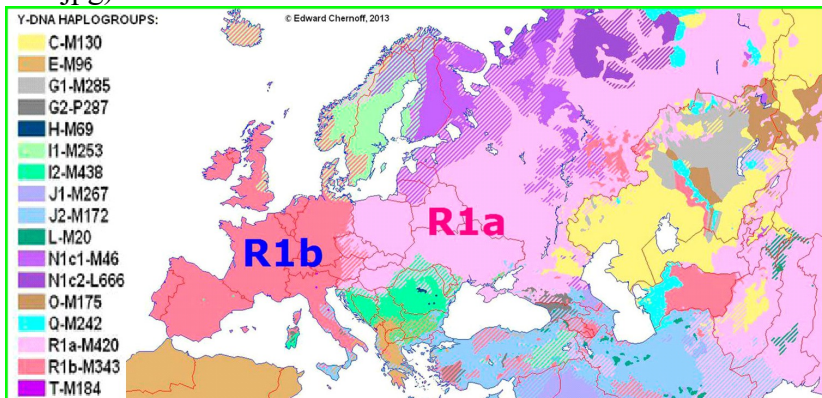 .jpg)
Y-DNA HAPLOGROUPS:
© Edward Chernoff, 2013
C-M130
E-M96
G1-M285
G2-P287
H-M69
I1-M253
I2-M438
J1-M267
J2-M172
L-M20
N1c1-M46
N1c2-L666
O-M175
Q-M242
R1a-M420
R1b-M343
T-M184
R1b
R1a